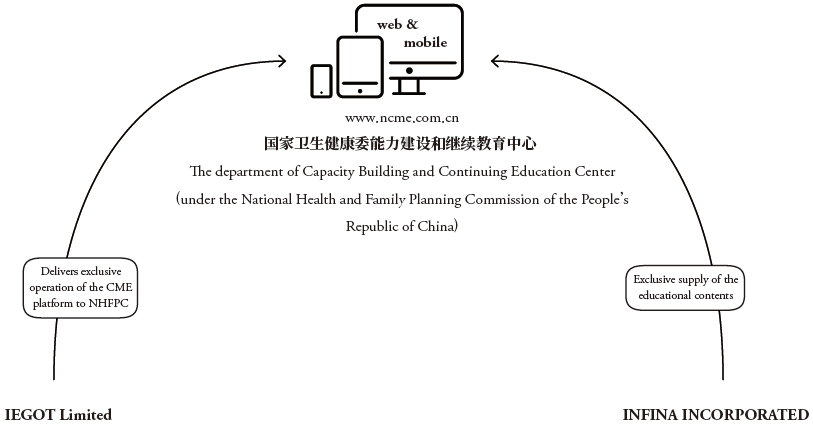 web &
mobile
www.ncme.com.cn
国家卫生健康委能力建设和继续教育中心
The department of Capacity Building and Continuing Education Center
(under the National Health and Family Planning Commission of the People's
Republic of China)
Delivers exclusive
operation of the CME
platform to NHFPC
Exclusive supply of the
educational contents
IEGOT Limited
INFINA INCORPORATED